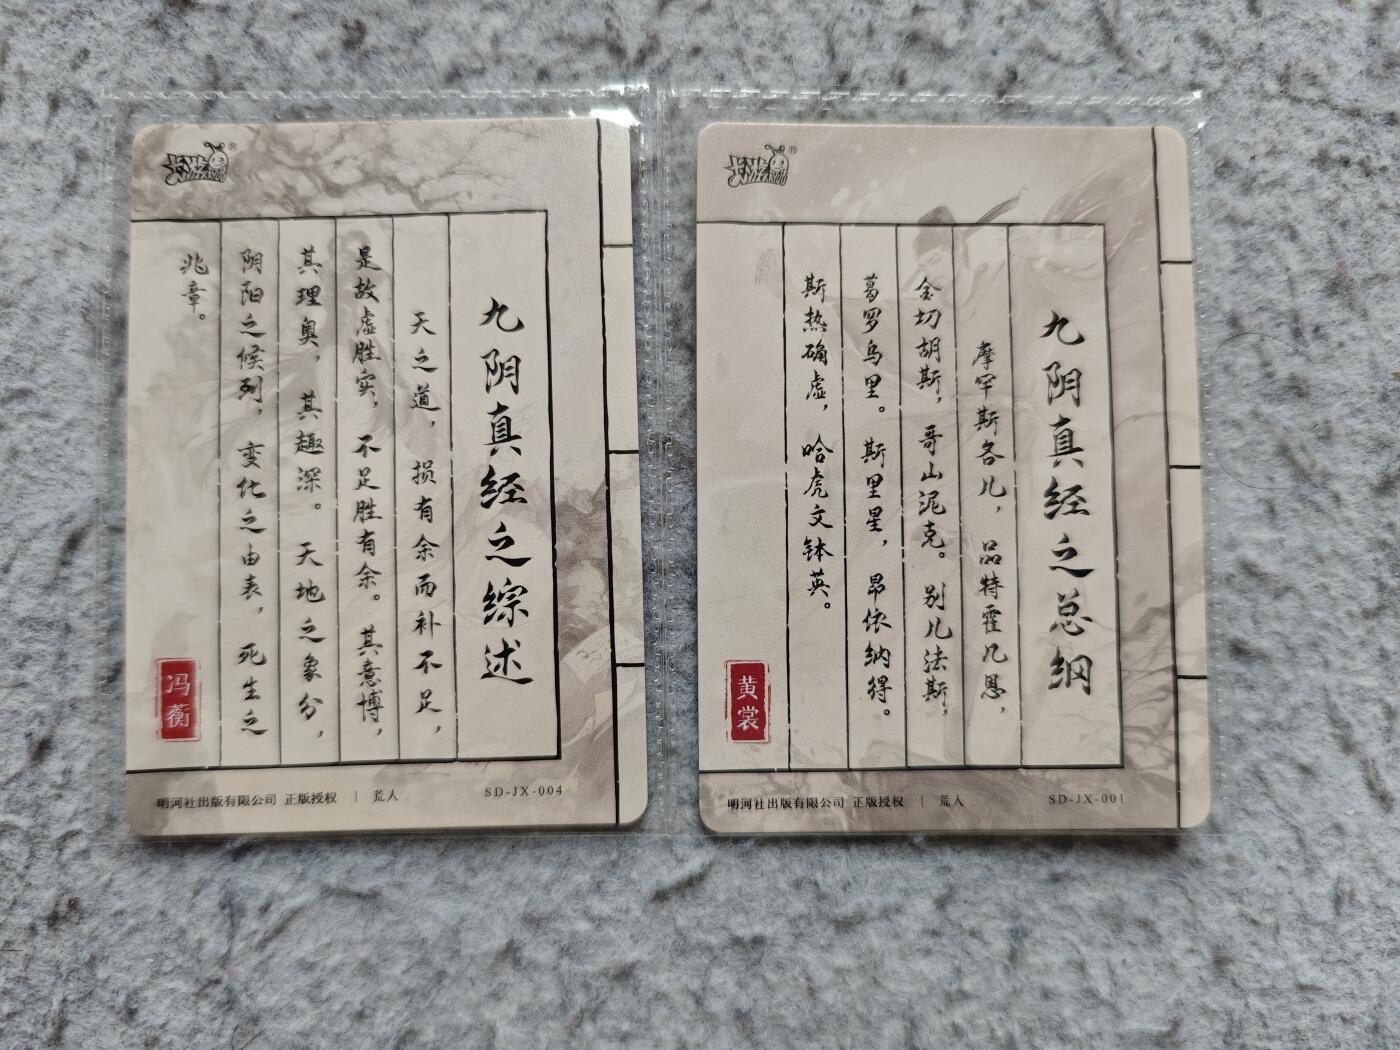 卡游
九阴真经之综述
天之道，损有余而补不足，
是故虚胜实，不足胜有余。其意博，
其理奥，其趣深。天地之象分，
阴阳之候列，变化之由表，死生之
兆章。
冯蘅
明河社出版有限公司 正版授权 | 荒人
SD-JX-004
卡游
九阴真经之总纲
摩罕斯各儿，品特霍几恩，
金切胡斯，哥山泥克。别儿法斯，
葛罗乌里。斯里星，昂依纳得。
斯热确虚，哈虎文钵英。
黄裳
明河社出版有限公司 正版授权 | 荒人
SD-JX-001